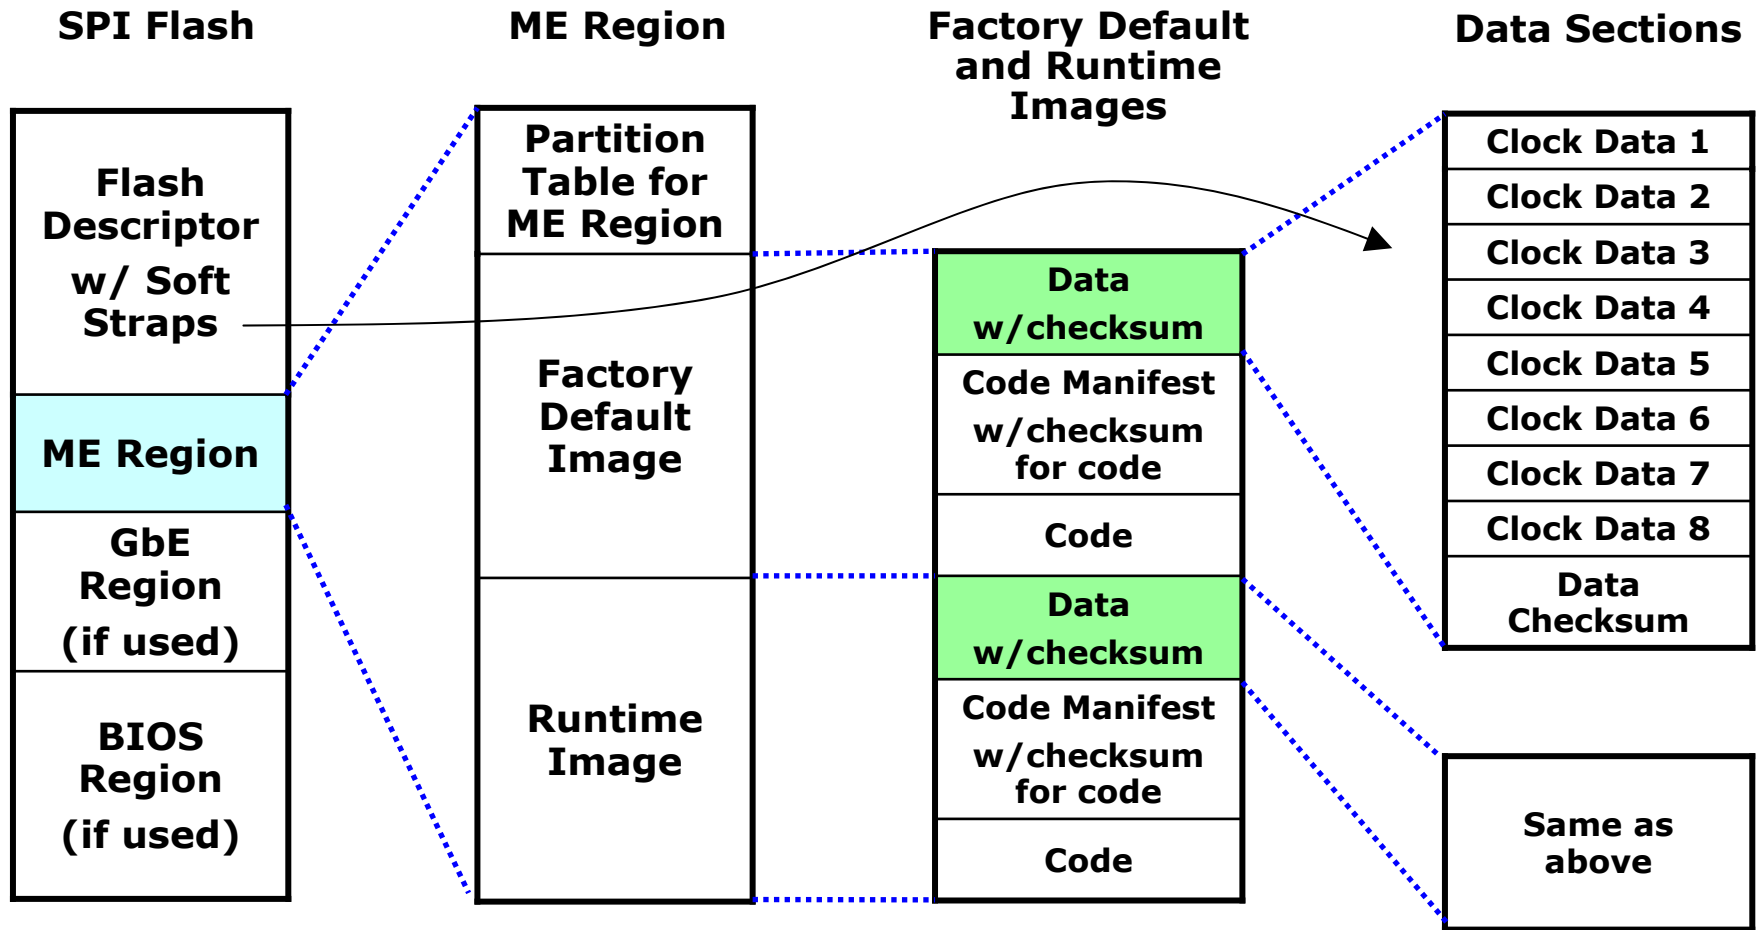 SPI Flash
Flash
Descriptor
w/ Soft
Straps
ME Region
GbE
Region
(if used)
BIOS
Region
(if used)
ME Region
Partition
Table for
ME Region
Factory
Default
Image
Runtime
Image
Factory Default
and Runtime
Images
Data
w/checksum
Code Manifest
w/checksum
for code
Code
Data
w/checksum
Code Manifest
w/checksum
for code
Code
Data Sections
Clock Data 1
Clock Data 2
Clock Data 3
Clock Data 4
Clock Data 5
Clock Data 6
Clock Data 7
Clock Data 8
Data
Checksum
Same as
above